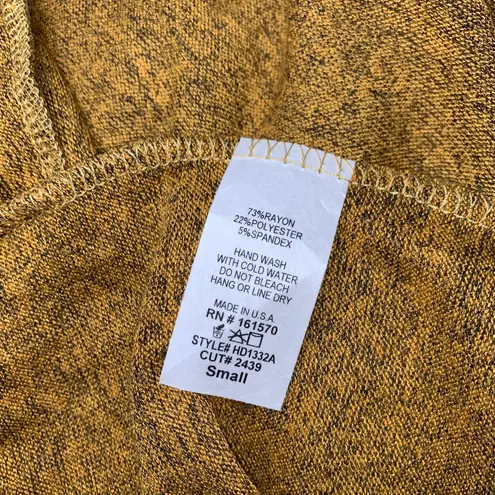 73%RAYON
22%POLYESTER
5%SPANDEX
HAND WASH
WITH COLD WATER
DO NOT BLEACH
HANG OR LINE DRY
MADE IN U.S.A.
RN # 161570
STYLE# HD1332A
CUT# 2439
Small